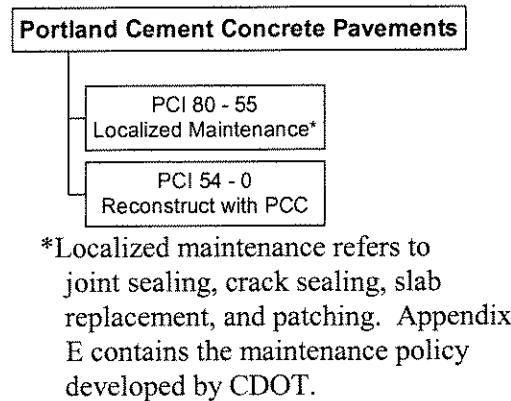 Portland Cement Concrete Pavements
PCI 80 - 55
Localized Maintenance*
PCI 54 - 0
Reconstruct with PCC
*Localized maintenance refers to
joint sealing, crack sealing, slab
replacement, and patching. Appendix
E contains the maintenance policy
developed by CDOT.